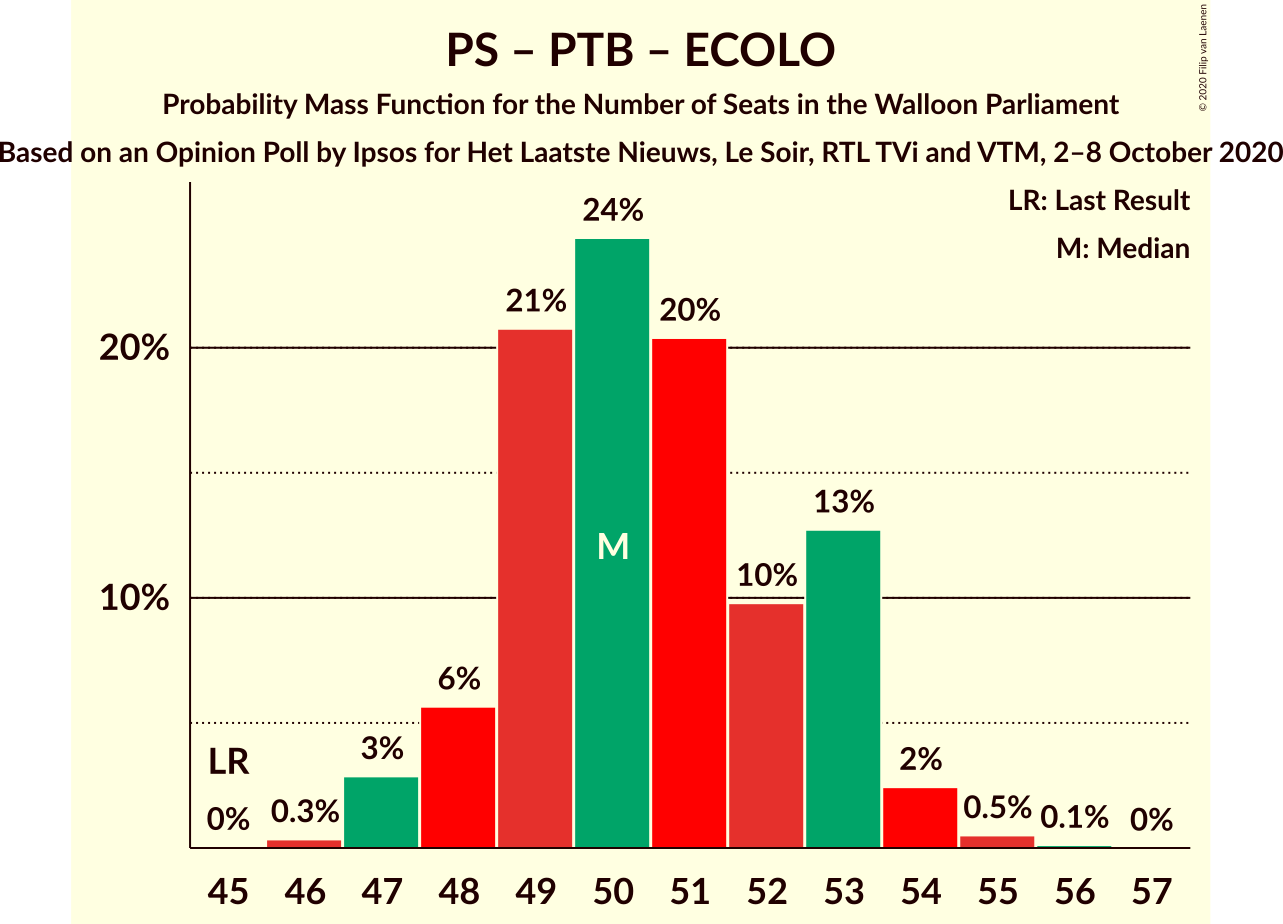 PS – PTB – ECOLO
Probability Mass Function for the Number of Seats in the Walloon Parliament
Based on an Opinion Poll by Ipsos for Het Laatste Nieuws, Le Soir, RTL TVi and VTM, 2–8 October 2020
© 2020 Filip van Laenen
LR: Last Result
M: Median
24%
21%
20%
20%
13%
M
10%
10%
6%
3%
LR
2%
0%
0.3%
0.5%
0.1%
0%
45 46 47 48 49 50 51 52 53 54 55 56 57